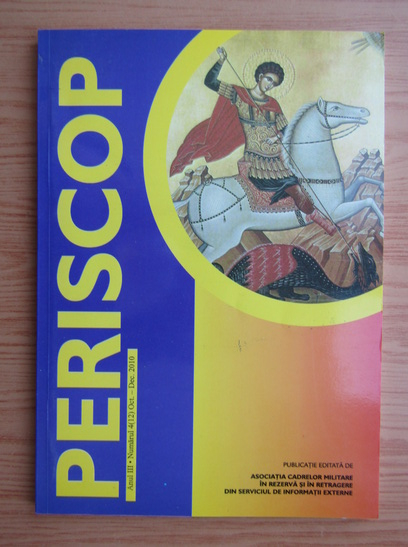 PERISCOP
Anul III • Numărul 4(12) Oct. – Dec. 2010
PUBLICAȚIE EDITATĂ DE
ASOCIAȚIA CADRELOR MILITARE
ÎN REZERVĂ ȘI ÎN RETRAGERE
DIN SERVICIUL DE INFORMAȚII EXTERNE